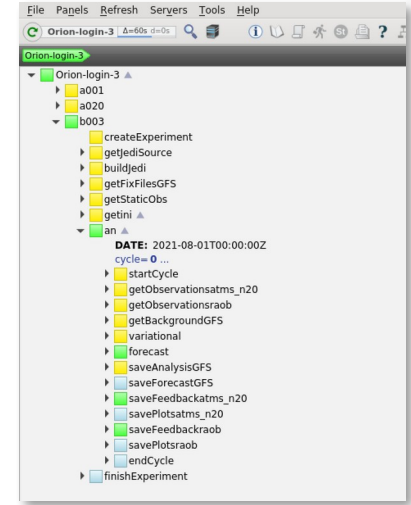 File Panels Refresh Servers Tools Help
Orion-login-3 Δ=60s d=0s
Orion-login-3
Orion-login-3
a001
a020
b003
createExperiment
getJediSource
buildJedi
getFixFilesGFS
getStaticObs
getini
an
DATE: 2021-08-01T00:00:00Z
cycle= 0 ...
startCycle
getObservationsatms_n20
getObservationsraob
getBackgroundGFS
variational
forecast
saveAnalysisGFS
saveForecastGFS
saveFeedbackatms_n20
savePlotsatms_n20
saveFeedbackraob
savePlotsraob
endCycle
finishExperiment